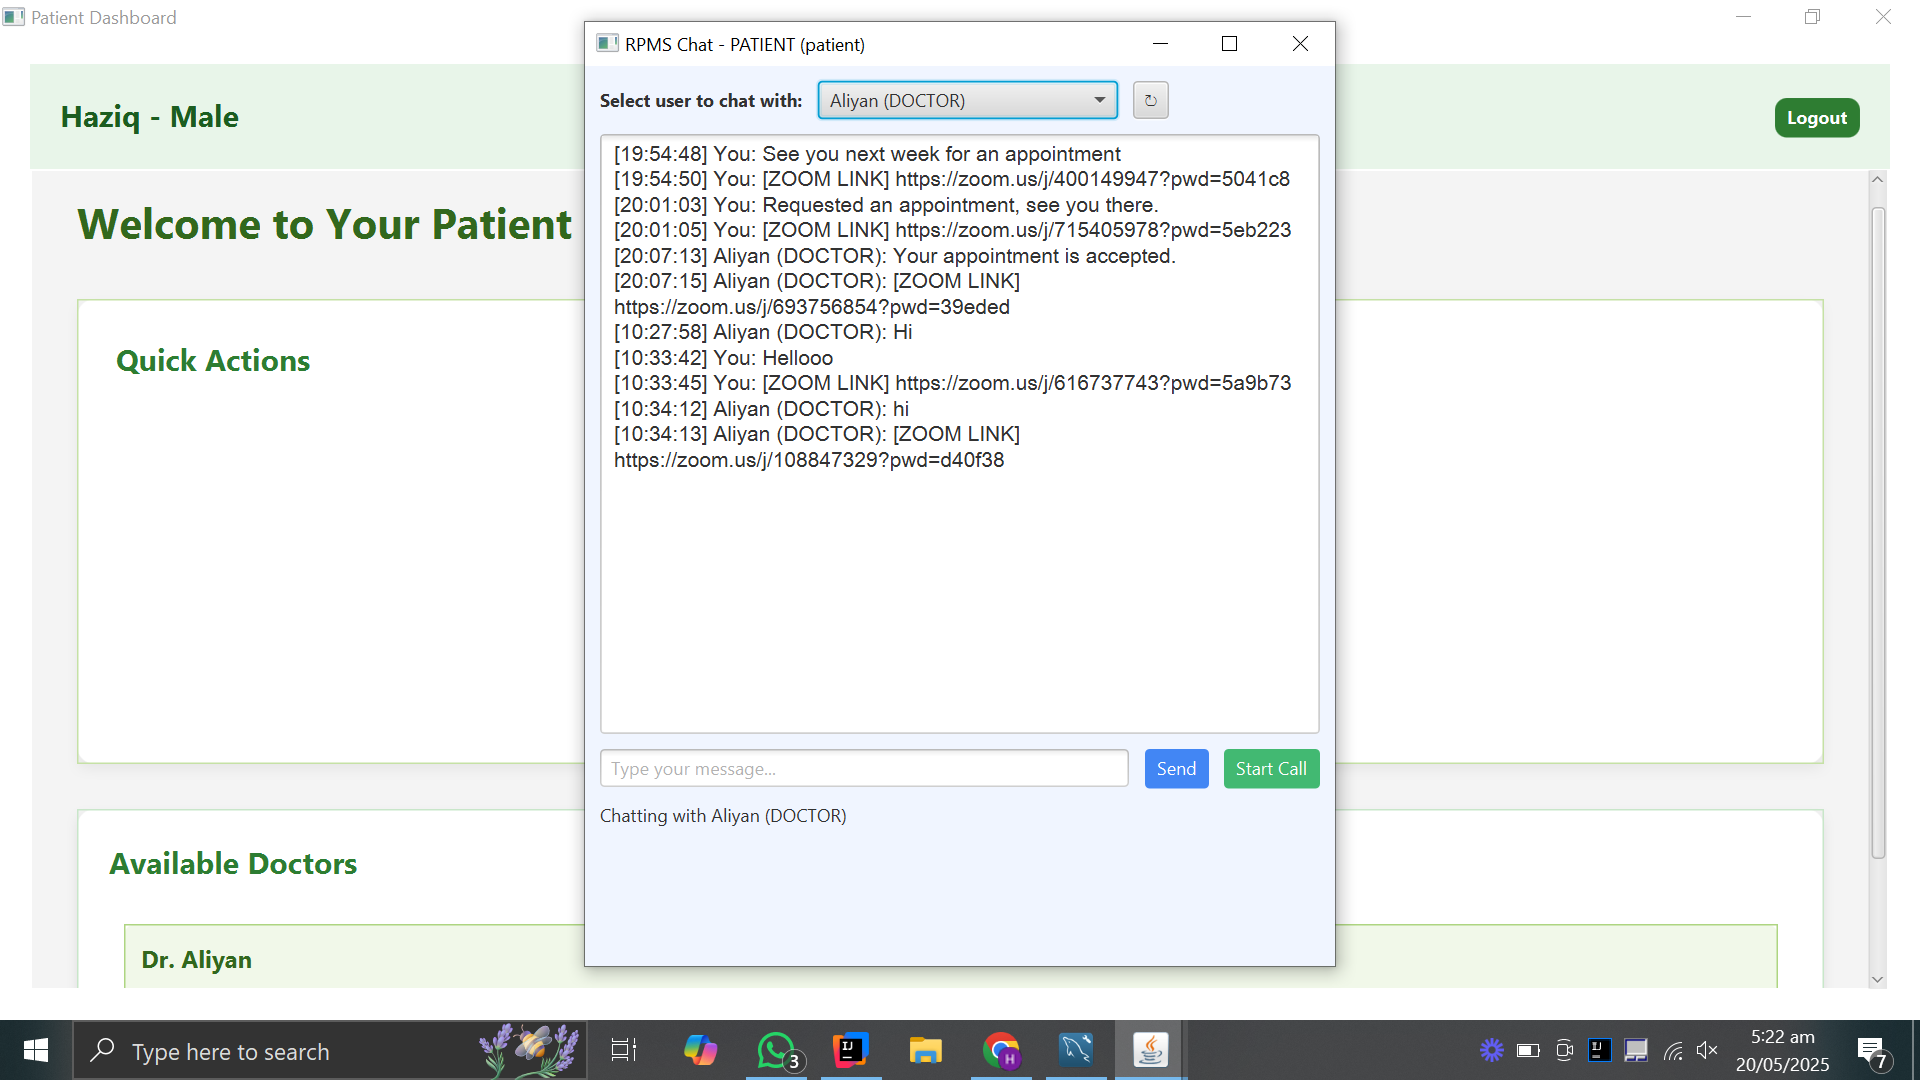 Patient Dashboard
RPMS Chat - PATIENT (patient)
Haziq - Male
Logout
Select user to chat with:
Aliyan (DOCTOR)
Welcome to Your Patient
[19:54:48] You: See you next week for an appointment
[19:54:50] You: [ZOOM LINK] https://zoom.us/j/400149947?pwd=5041c8
[20:01:03] You: Requested an appointment, see you there.
[20:01:05] You: [ZOOM LINK] https://zoom.us/j/715405978?pwd=5eb223
[20:07:13] Aliyan (DOCTOR): Your appointment is accepted.
[20:07:15] Aliyan (DOCTOR): [ZOOM LINK]
https://zoom.us/j/693756854?pwd=39eded
[10:27:58] Aliyan (DOCTOR): Hi
[10:33:42] You: Hellooo
[10:33:45] You: [ZOOM LINK] https://zoom.us/j/616737743?pwd=5a9b73
[10:34:12] Aliyan (DOCTOR): hi
[10:34:13] Aliyan (DOCTOR): [ZOOM LINK]
https://zoom.us/j/108847329?pwd=d40f38
Quick Actions
Type your message...
Send
Start Call
Chatting with Aliyan (DOCTOR)
Available Doctors
Dr. Aliyan
Type here to search
3
IJ
H
IJ
5:22 am
20/05/2025
7